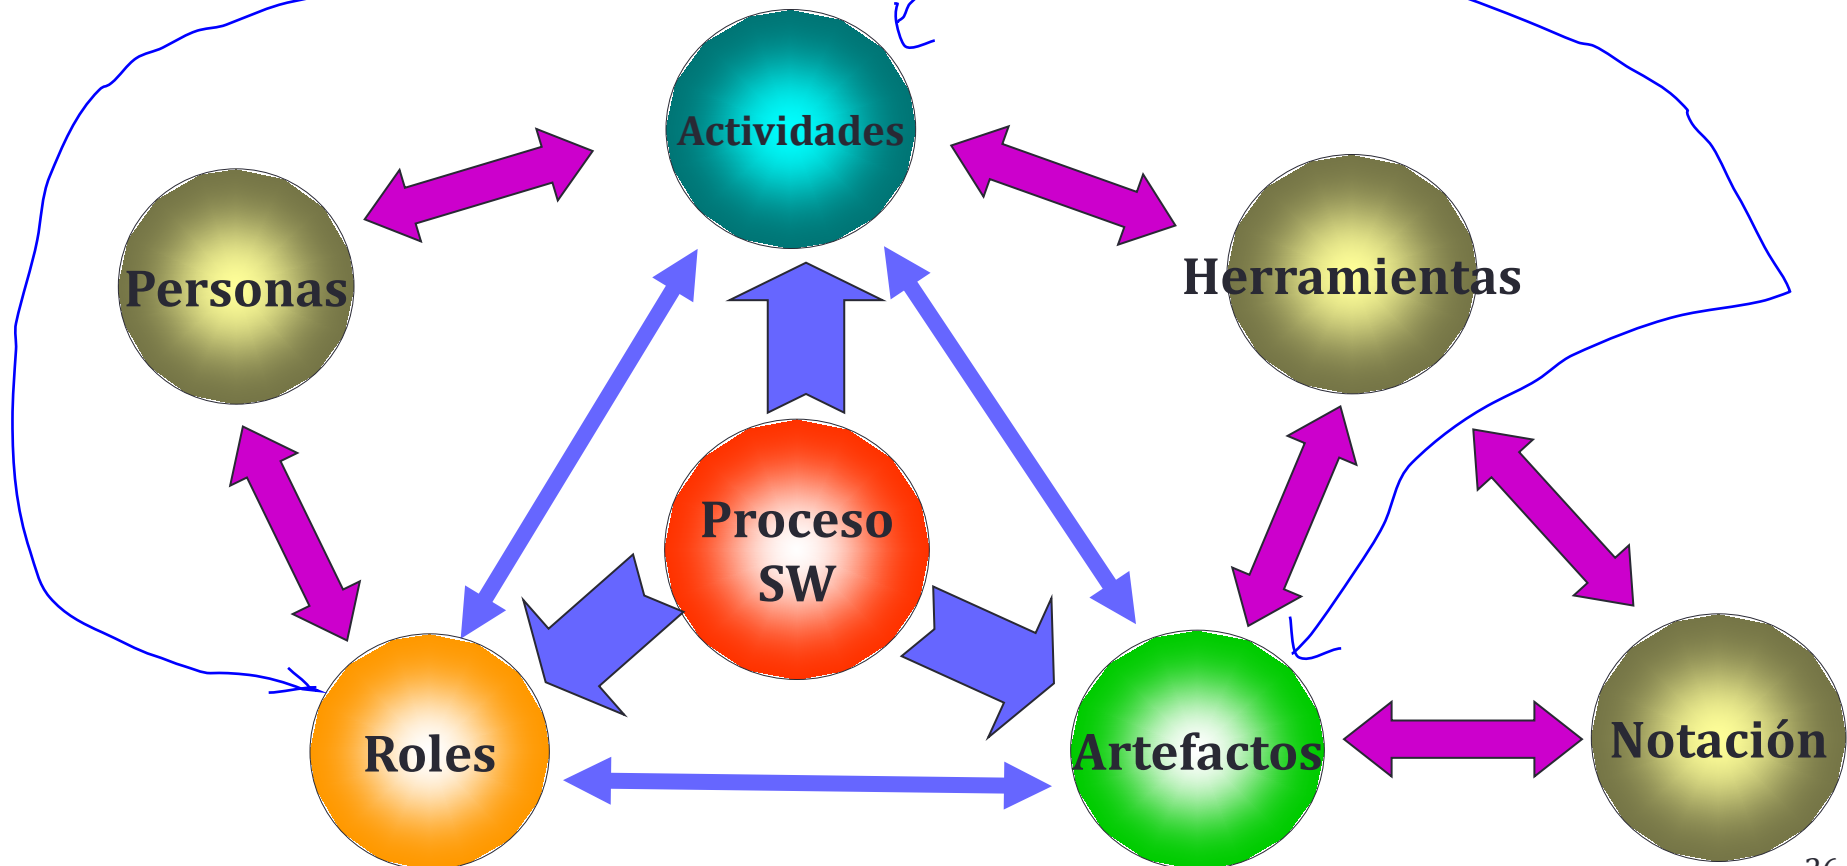 Actividades
Personas
Herramientas
Proceso
SW
Roles
Artefactos
Notación